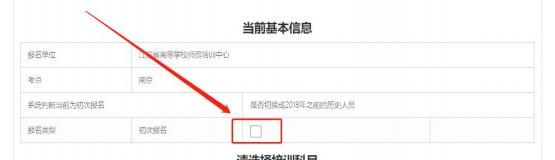 当前基本信息
报名单位 江苏省高等学校师资培训中心
考点 南京
系统判断当前为初次报名 是否切换成2018年之前的历史人员
报名类型 初次报名
请选择培训科目